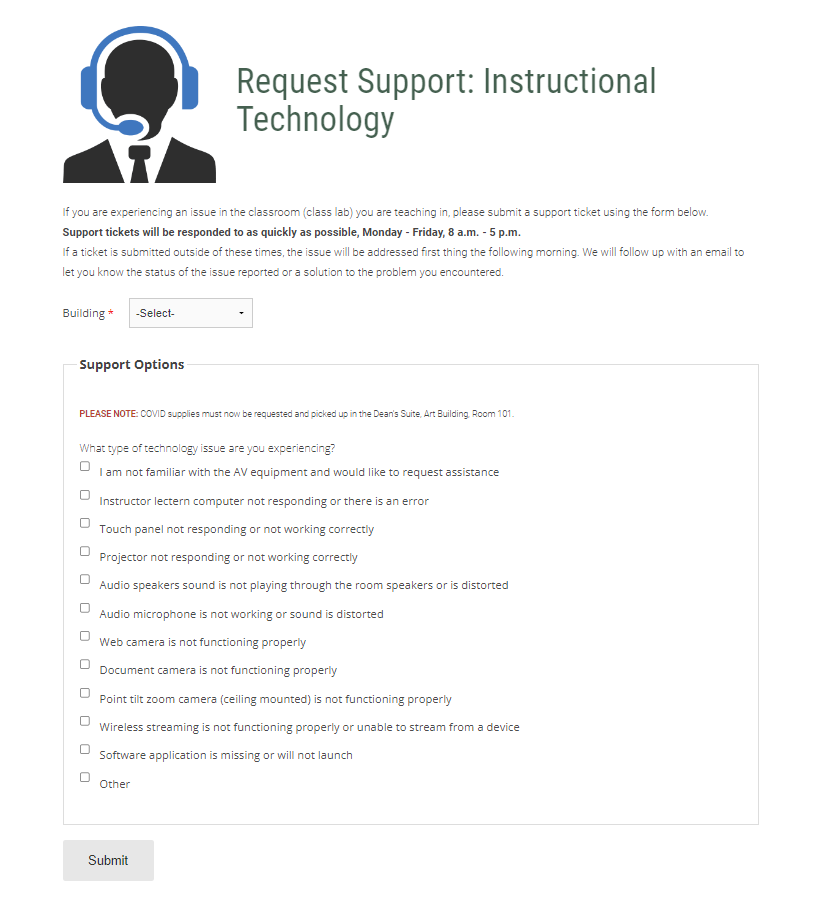 Request Support: Instructional
Technology
If you are experiencing an issue in the classroom (class lab) you are teaching in, please submit a support ticket using the form below.
Support tickets will be responded to as quickly as possible, Monday - Friday, 8 a.m. - 5 p.m.
If a ticket is submitted outside of these times, the issue will be addressed first thing the following morning. We will follow up with an email to
let you know the status of the issue reported or a solution to the problem you encountered.
Building * -Select-
Support Options
PLEASE NOTE: COVID supplies must now be requested and picked up in the Dean's Suite, Art Building, Room 101.
What type of technology issue are you experiencing?
I am not familiar with the AV equipment and would like to request assistance
Instructor lectern computer not responding or there is an error
Touch panel not responding or not working correctly
Projector not responding or not working correctly
Audio speakers sound is not playing through the room speakers or is distorted
Audio microphone is not working or sound is distorted
Web camera is not functioning properly
Document camera is not functioning properly
Point tilt zoom camera (ceiling mounted) is not functioning properly
Wireless streaming is not functioning properly or unable to stream from a device
Software application is missing or will not launch
Other
Submit